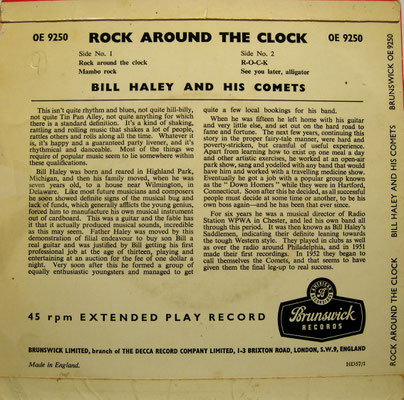 OE 9250 ROCK AROUND THE CLOCK OE 9250
Side No. 1
Rock around the clock
Mambo rock
Side No. 2
R-O-C-K
See you later, alligator
BILL HALEY AND HIS COMETS
This isn't quite rhythm and blues, not quite hill-billy,
not quite Tin Pan Alley, not quite anything for which
there is a standard definition. It's a kind of shaking,
rattling and rolling music that shakes a lot of people,
rattles others and rolls along all the time. Whatever it
is, it's happy and a guaranteed party livener, and it's
rhythmical and danceable. Most of the things we
require of popular music seem to lie somewhere within
these qualifications.
Bill Haley was born and reared in Highland Park,
Michigan, and then his family moved, when he was
seven years old, to a house near Wilmington, in
Delaware. Like most future musicians and composers
he soon showed definite signs of the musical bug and
lack of funds, which generally afflicts the young genius,
forced him to manufacture his own musical instrument
out of cardboard. This was a guitar and the fable has
it that it actually produced musical sounds, incredible
as this may seem. Father Haley was moved by this
demonstration of filial endeavour to buy son Bill a
real guitar and was justified by Bill getting his first
professional job at the age of thirteen, playing and
entertaining at an auction for the fee of one dollar a
night. Very soon after this he formed a group of
equally enthusiastic youngsters and managed to get
quite a few local bookings for his band.
When he was fifteen he left home with his guitar
and very little else, and set out on the hard road to
fame and fortune. The next few years, continuing this
story in the proper fairy-tale manner, were hard and
poverty-stricken, but crammed full of useful experience.
Apart from learning how to exist on one meal a day
and other artistic exercises, he worked at an open-air
park show, sang and yodelled with any band that would
have him and worked with a travelling medicine show.
Eventually he got a job with a popular group known
as the " Down Homers " while they were in Hartford,
Connecticut. Soon after this he decided, as all successful
people must decide at some time or another, to be his
own boss again—and he has been that ever since.
For six years he was a musical director of Radio
Station WPWA in Chester, and led his own band all
through this period. It was then known as Bill Haley's
Saddlemen, indicating their definite leaning towards
the tough Western style. They played in clubs as well
as over the radio around Philadelphia, and in 1951
made their first recordings. In 1952 they began to
call themselves the Comets, and that seems to have
given them the final leg-up to real success.
45 rpm EXTENDED PLAY RECORD
Brunswick
RECORDS
BRUNSWICK LIMITED, branch of THE DECCA RECORD COMPANY LIMITED, 1-3 BRIXTON ROAD, LONDON, S.W.9, ENGLAND
Made in England.
HD57/1
ROCK AROUND THE CLOCK BILL HALEY AND HIS COMETS BRUNSWICK OE 9250